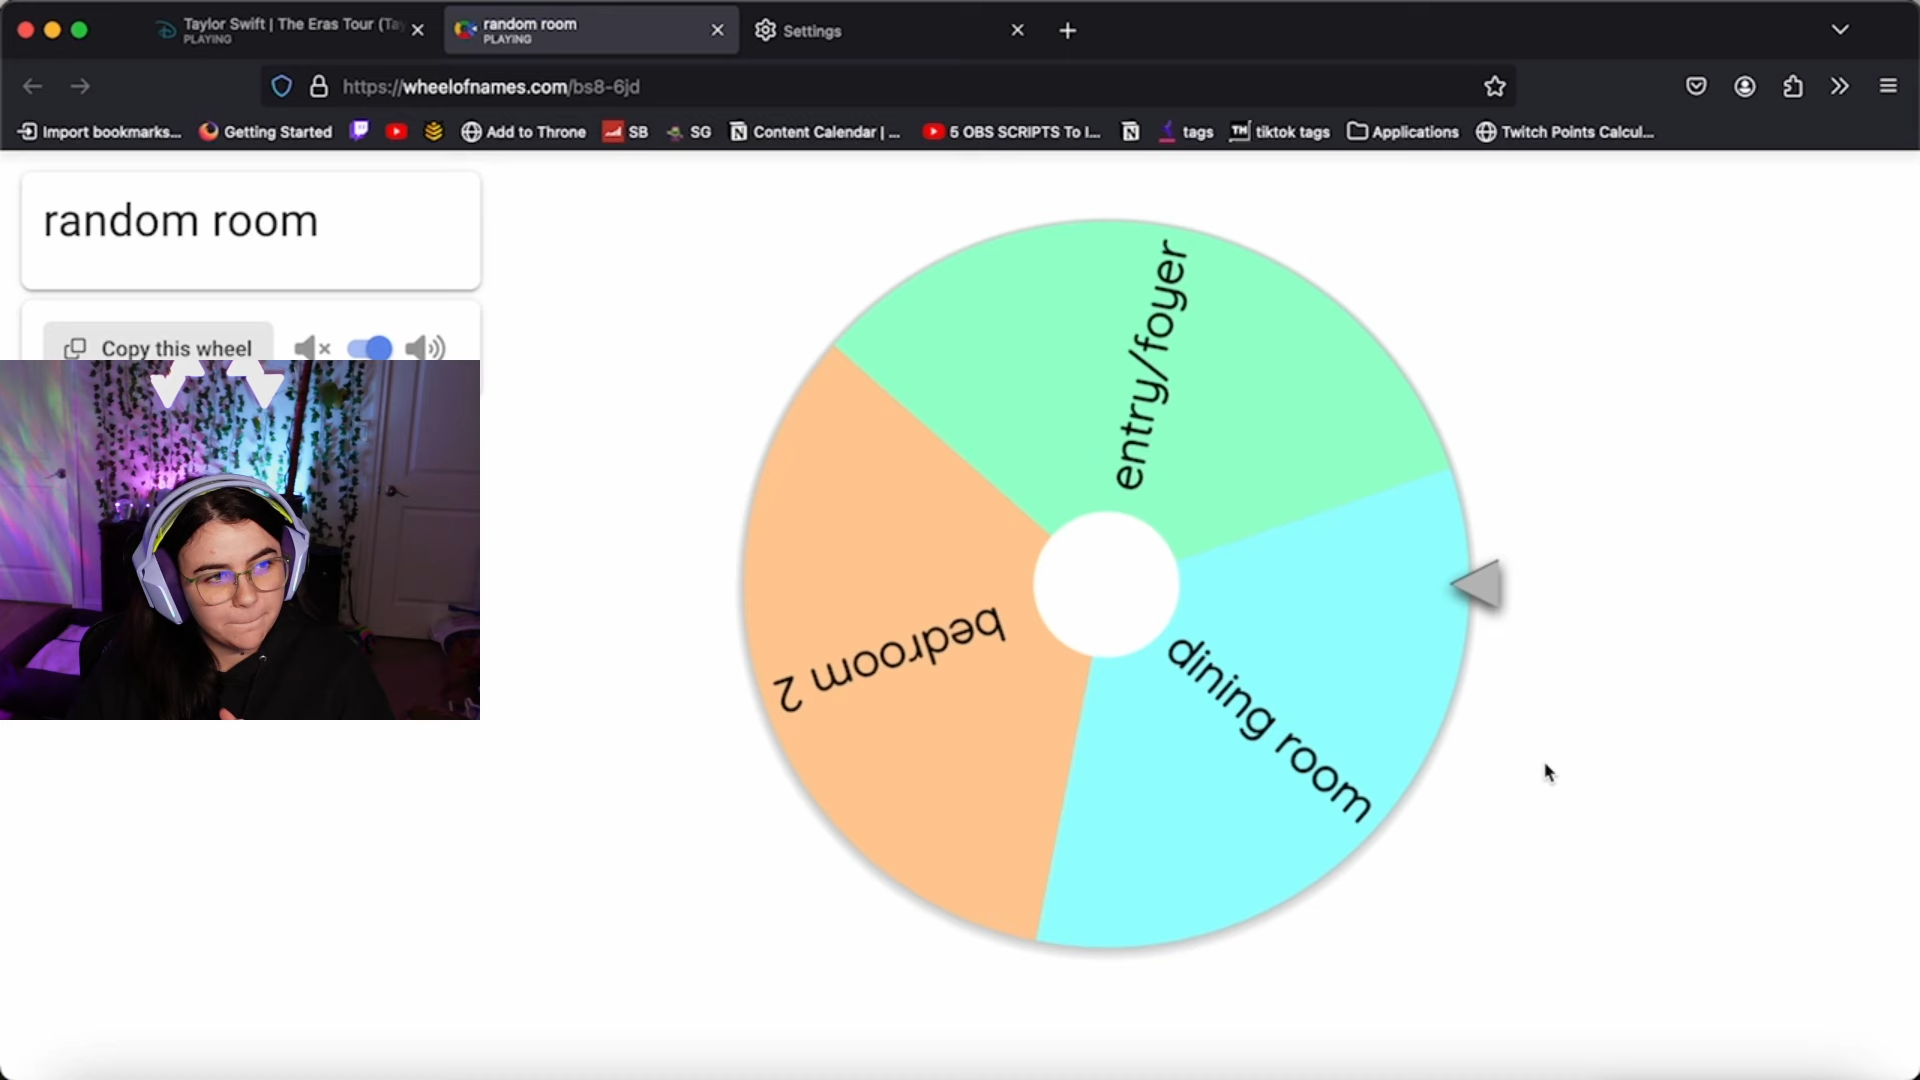 Taylor Swift | The Eras Tour (Ta
PLAYING
random room
PLAYING
Settings
https://wheelofnames.com/bs8-6jd
Import bookmarks...
Getting Started
Add to Throne
SB
SG
Content Calendar | ...
5 OBS SCRIPTS To I...
tags
TM
tiktok tags
Applications
Twitch Points Calcul...
random room
Copy this wheel
entry/foyer
bedroom 2
dining room